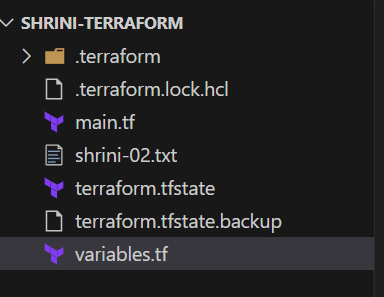 SHRINI-TERRAFORM
.terraform
.terraform.lock.hcl
main.tf
shrini-02.txt
terraform.tfstate
terraform.tfstate.backup
variables.tf